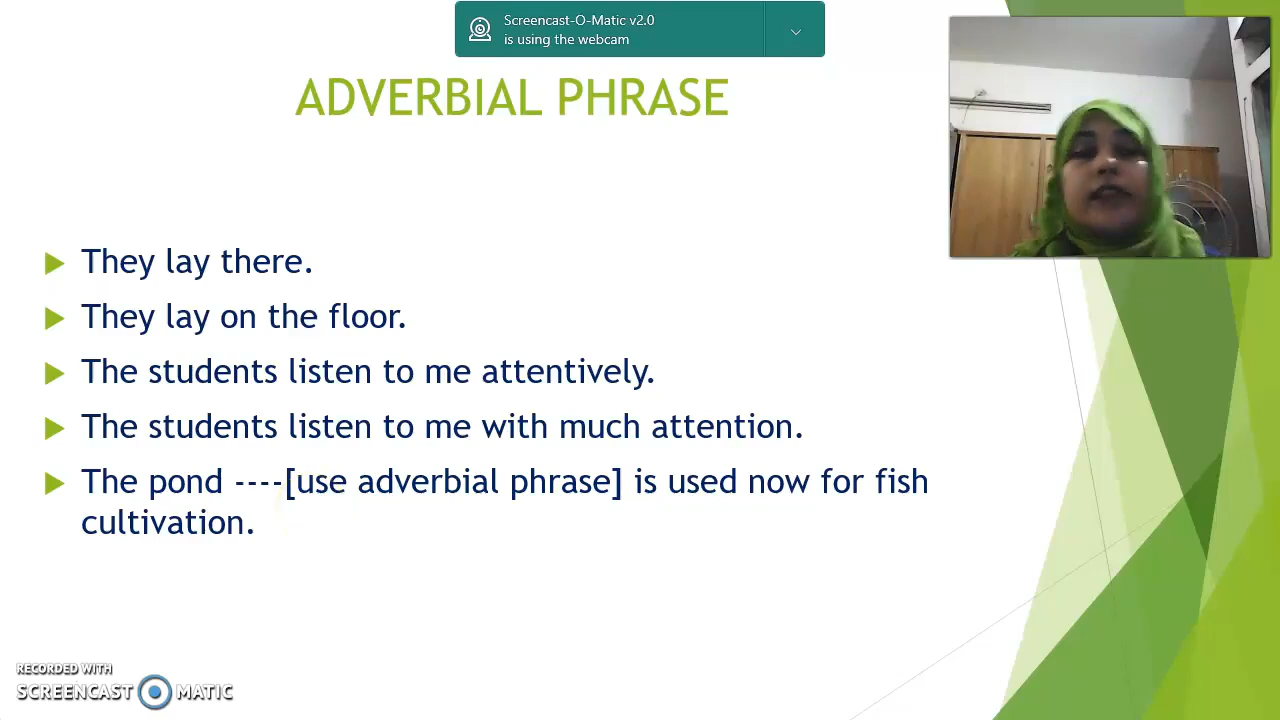 Screencast-O-Matic v2.0
is using the webcam
ADVERBIAL PHRASE
They lay there.
They lay on the floor.
The students listen to me attentively.
The students listen to me with much attention.
The pond ----[use adverbial phrase] is used now for fish
cultivation.
RECORDED WITH
SCREENCAST MATIC